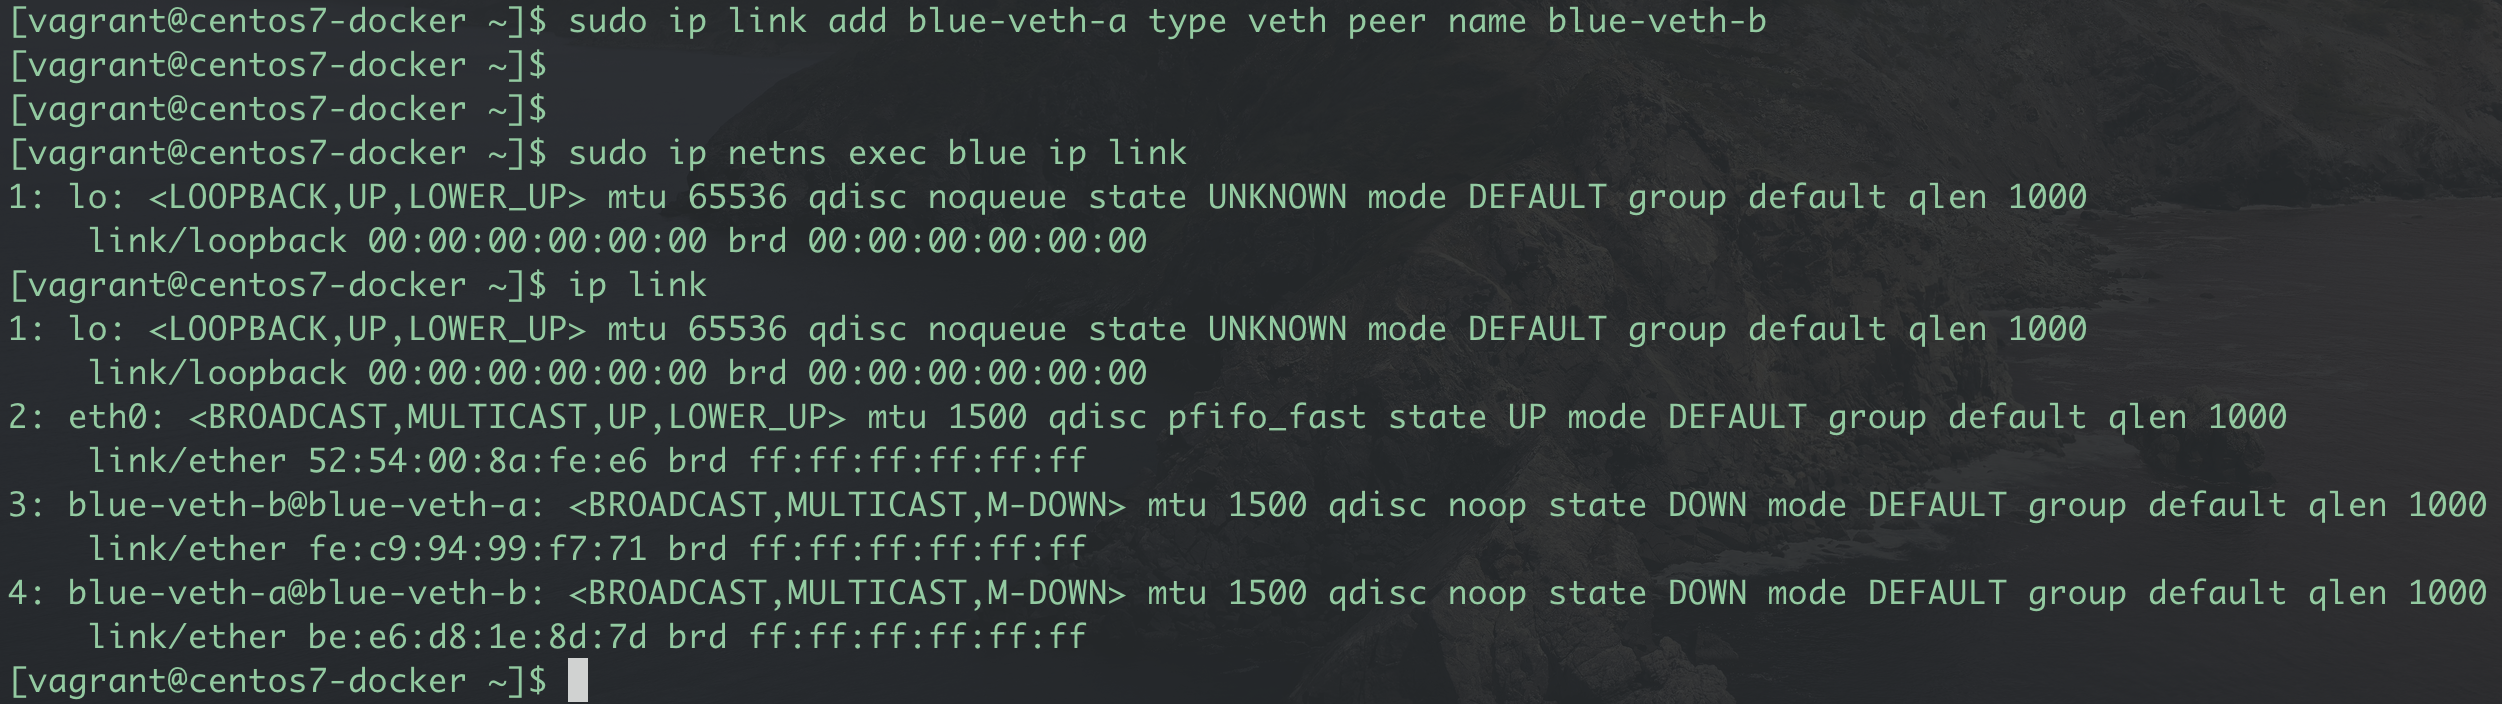 [vagrant@centos7-docker ~]$ sudo ip link add blue-veth-a type veth peer name blue-veth-b
[vagrant@centos7-docker ~]$
[vagrant@centos7-docker ~]$
[vagrant@centos7-docker ~]$ sudo ip netns exec blue ip link
1: lo: <LOOPBACK,UP,LOWER_UP> mtu 65536 qdisc noqueue state UNKNOWN mode DEFAULT group default qlen 1000
    link/loopback 00:00:00:00:00:00 brd 00:00:00:00:00:00
[vagrant@centos7-docker ~]$ ip link
1: lo: <LOOPBACK,UP,LOWER_UP> mtu 65536 qdisc noqueue state UNKNOWN mode DEFAULT group default qlen 1000
    link/loopback 00:00:00:00:00:00 brd 00:00:00:00:00:00
2: eth0: <BROADCAST,MULTICAST,UP,LOWER_UP> mtu 1500 qdisc pfifo_fast state UP mode DEFAULT group default qlen 1000
    link/ether 52:54:00:8a:fe:e6 brd ff:ff:ff:ff:ff:ff
3: blue-veth-b@blue-veth-a: <BROADCAST,MULTICAST,M-DOWN> mtu 1500 qdisc noop state DOWN mode DEFAULT group default qlen 1000
    link/ether fe:c9:94:99:f7:71 brd ff:ff:ff:ff:ff:ff
4: blue-veth-a@blue-veth-b: <BROADCAST,MULTICAST,M-DOWN> mtu 1500 qdisc noop state DOWN mode DEFAULT group default qlen 1000
    link/ether be:e6:d8:1e:8d:7d brd ff:ff:ff:ff:ff:ff
[vagrant@centos7-docker ~]$